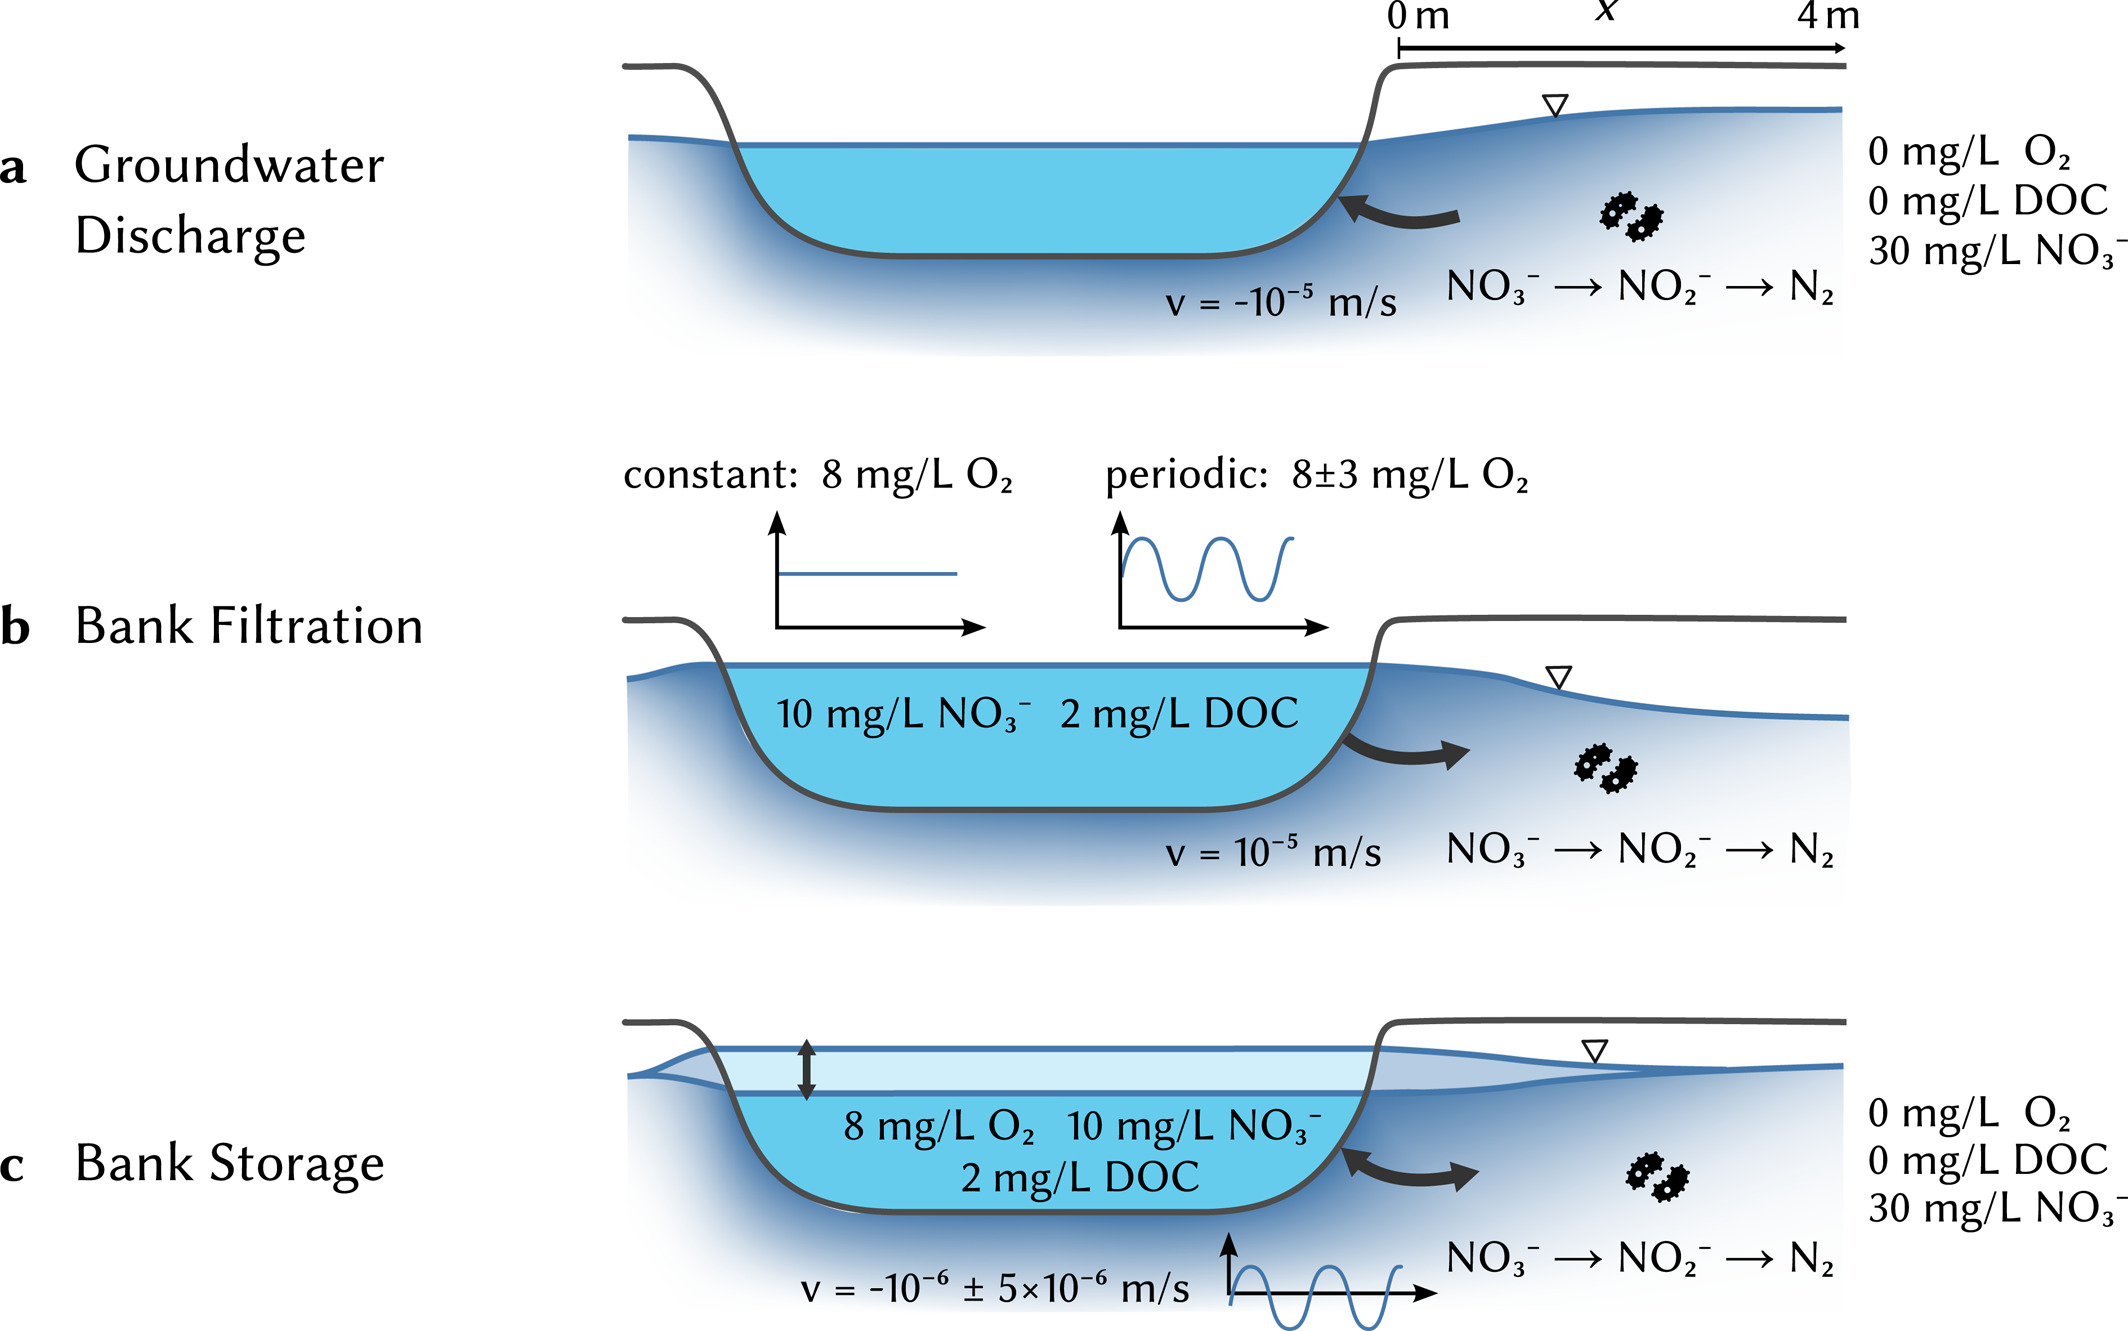 0 m x 4 m
a Groundwater
Discharge
0 mg/L O₂
0 mg/L DOC
30 mg/L NO₃⁻
v = -10⁻⁵ m/s
NO₃⁻ → NO₂⁻ → N₂
constant: 8 mg/L O₂
periodic: 8±3 mg/L O₂
b Bank Filtration
10 mg/L NO₃⁻ 2 mg/L DOC
v = 10⁻⁵ m/s
NO₃⁻ → NO₂⁻ → N₂
c Bank Storage
8 mg/L O₂ 10 mg/L NO₃⁻
2 mg/L DOC
0 mg/L O₂
0 mg/L DOC
30 mg/L NO₃⁻
v = -10⁻⁶ ± 5×10⁻⁶ m/s
NO₃⁻ → NO₂⁻ → N₂